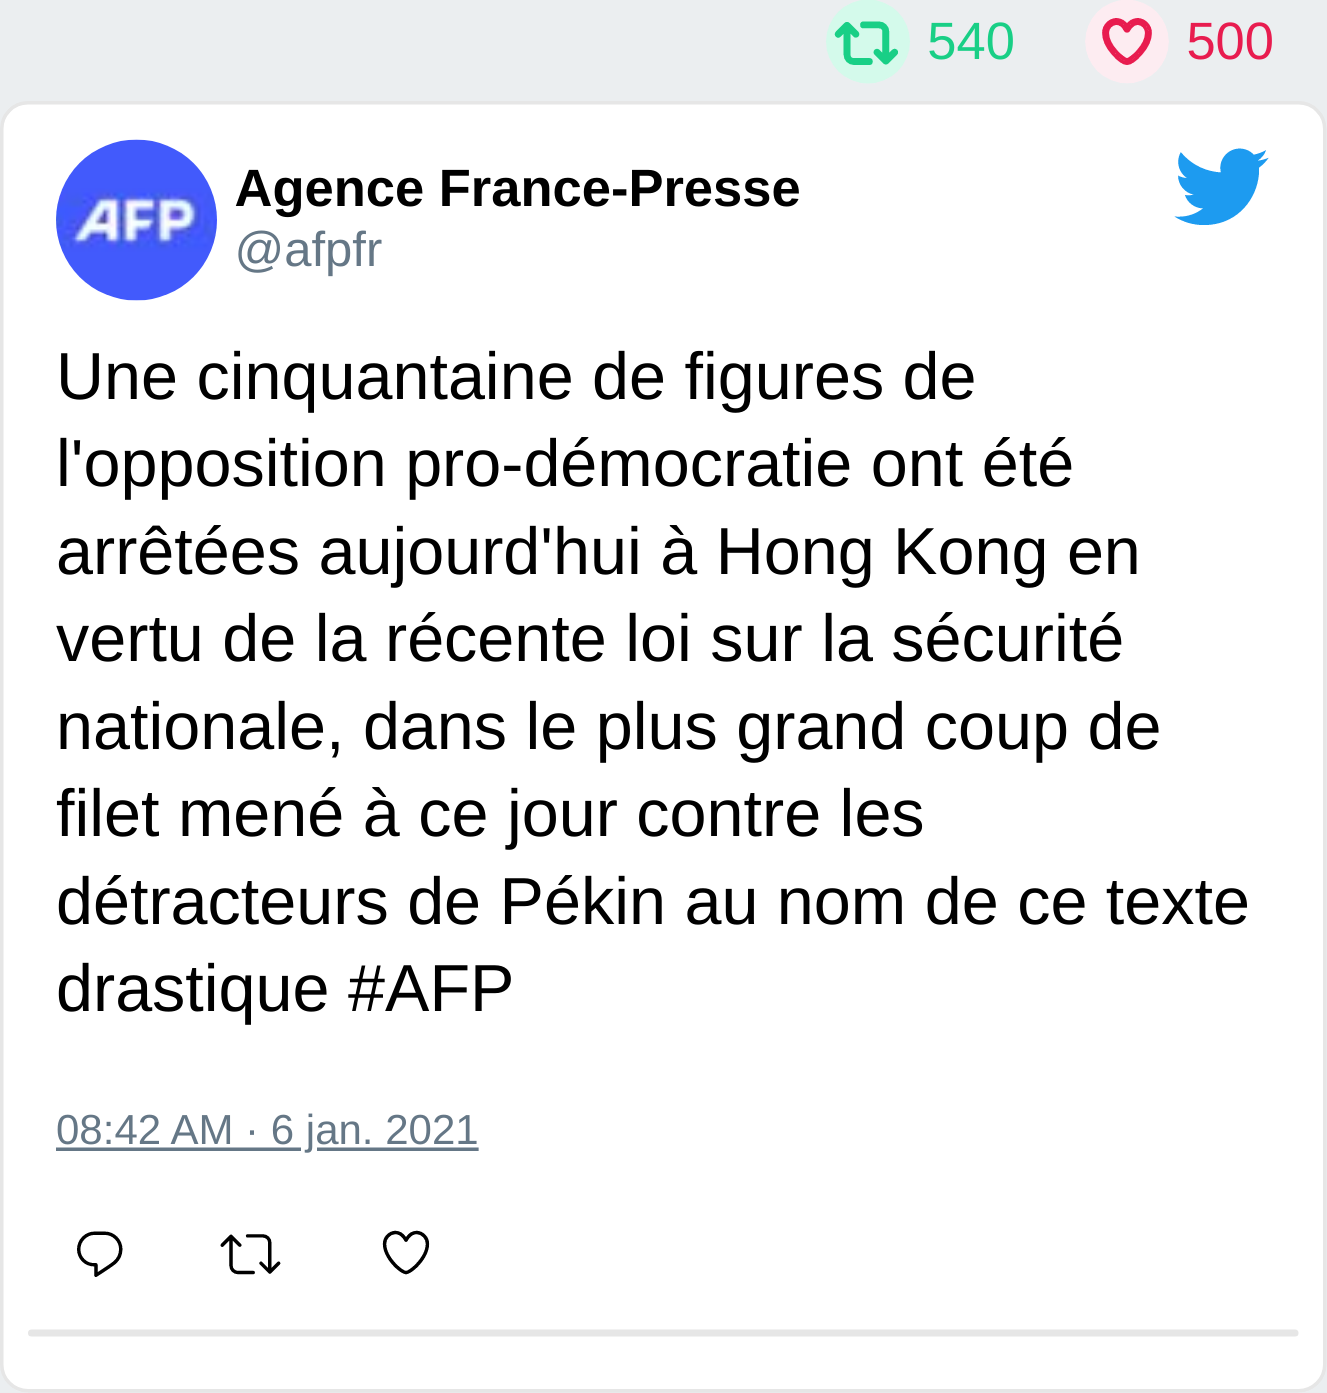 540 500
AFP
Agence France-Presse
@afpfr
Une cinquantaine de figures de
l'opposition pro-démocratie ont été
arrêtées aujourd'hui à Hong Kong en
vertu de la récente loi sur la sécurité
nationale, dans le plus grand coup de
filet mené à ce jour contre les
détracteurs de Pékin au nom de ce texte
drastique #AFP
08:42 AM · 6 jan. 2021